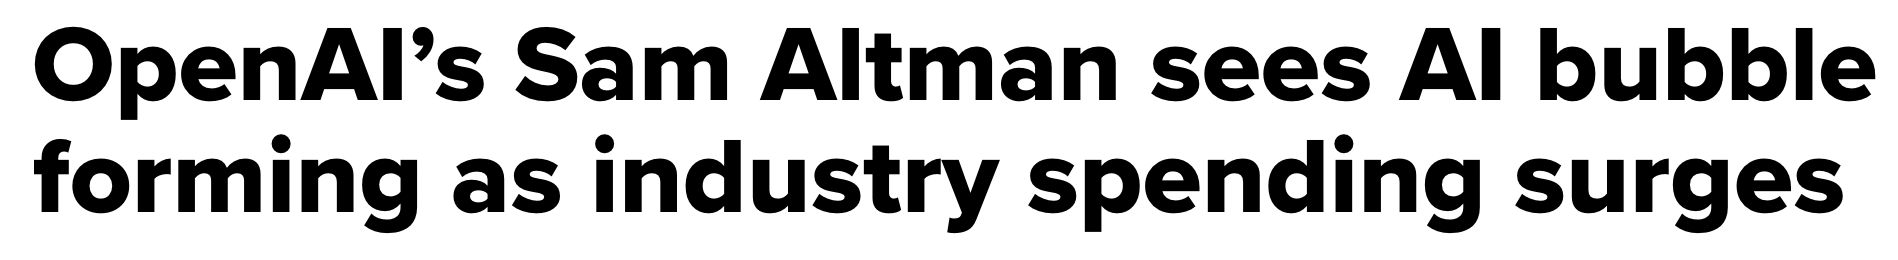 OpenAI’s Sam Altman sees AI bubble
forming as industry spending surges